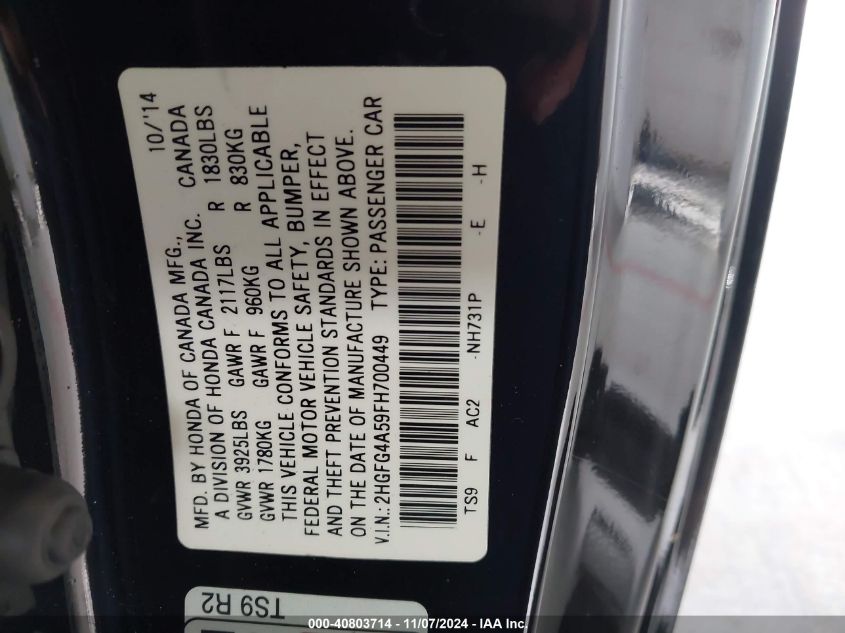 MFD. BY HONDA OF CANADA MFG., 10/'14
A DIVISION OF HONDA CANADA INC. CANADA
GVWR 3925LBS GAWR F 2117LBS R 1830LBS
GVWR 1780KG GAWR F 960KG R 830KG
THIS VEHICLE CONFORMS TO ALL APPLICABLE
FEDERAL MOTOR VEHICLE SAFETY, BUMPER,
AND THEFT PREVENTION STANDARDS IN EFFECT
ON THE DATE OF MANUFACTURE SHOWN ABOVE.
V.I.N.: 2HGFG4A59FH700449 TYPE: PASSENGER CAR
TS9 F AC2 -NH731P -E -H
TS9 R2
000-40803714 - 11/07/2024 - IAA Inc.